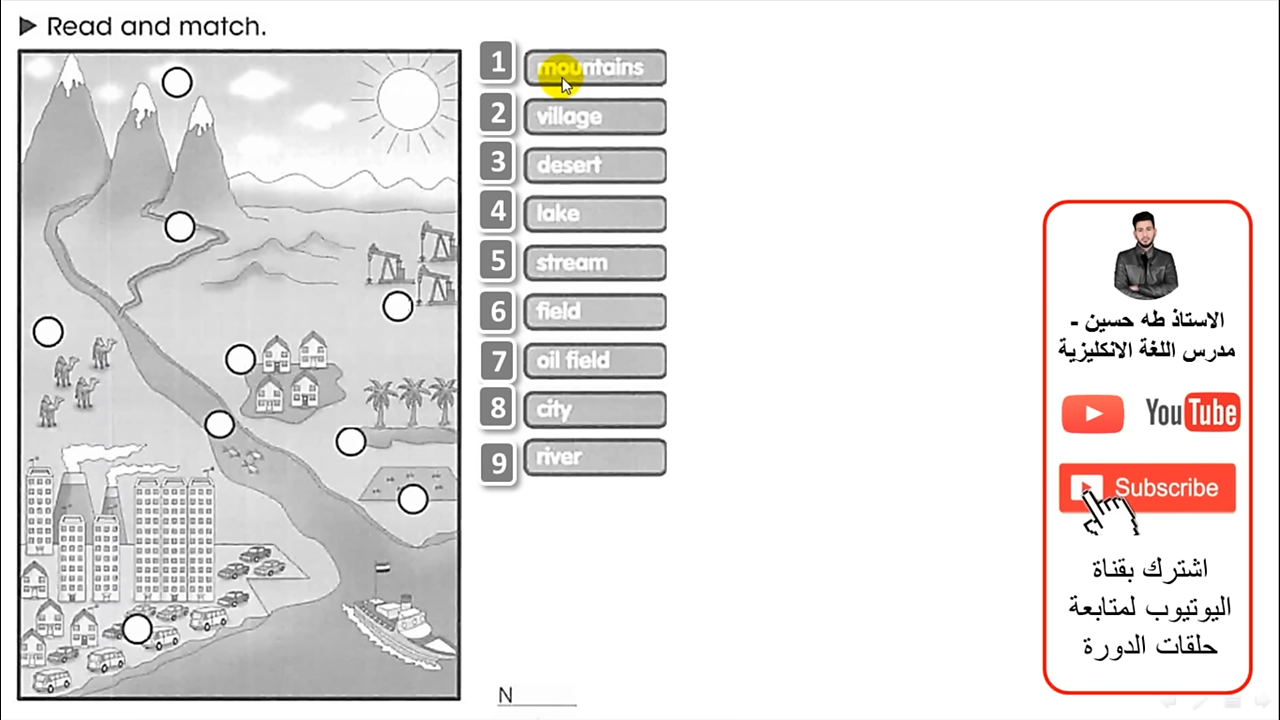 Read and match.
1 mountains
2 village
3 desert
4 lake
5 stream
6 field
7 oil field
8 city
9 river
N
الاستاذ طه حسين -
مدرس اللغة الانكليزية
YouTube
Subscribe
اشترك بقناة
اليوتيوب لمتابعة
حلقات الدورة